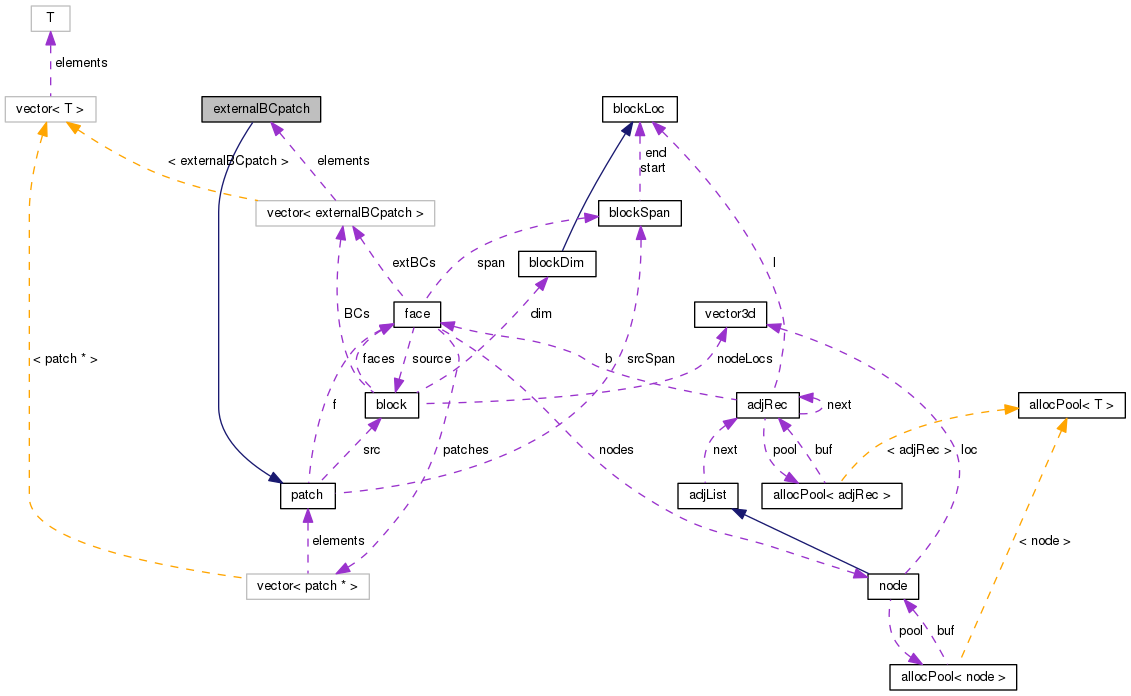 T
elements
vector< T >
externalBCpatch
blockLoc
< externalBCpatch >
elements
end
start
vector< externalBCpatch >
blockSpan
extBCs
span
blockDim
l
BCs
face
dim
vector3d
< patch * >
faces
source
b
srcSpan
nodeLocs
f
block
adjRec
next
allocPool< T >
src
patches
nodes
next
pool
buf
< adjRec >
loc
patch
adjList
allocPool< adjRec >
elements
< node >
vector< patch * >
node
pool
buf
allocPool< node >